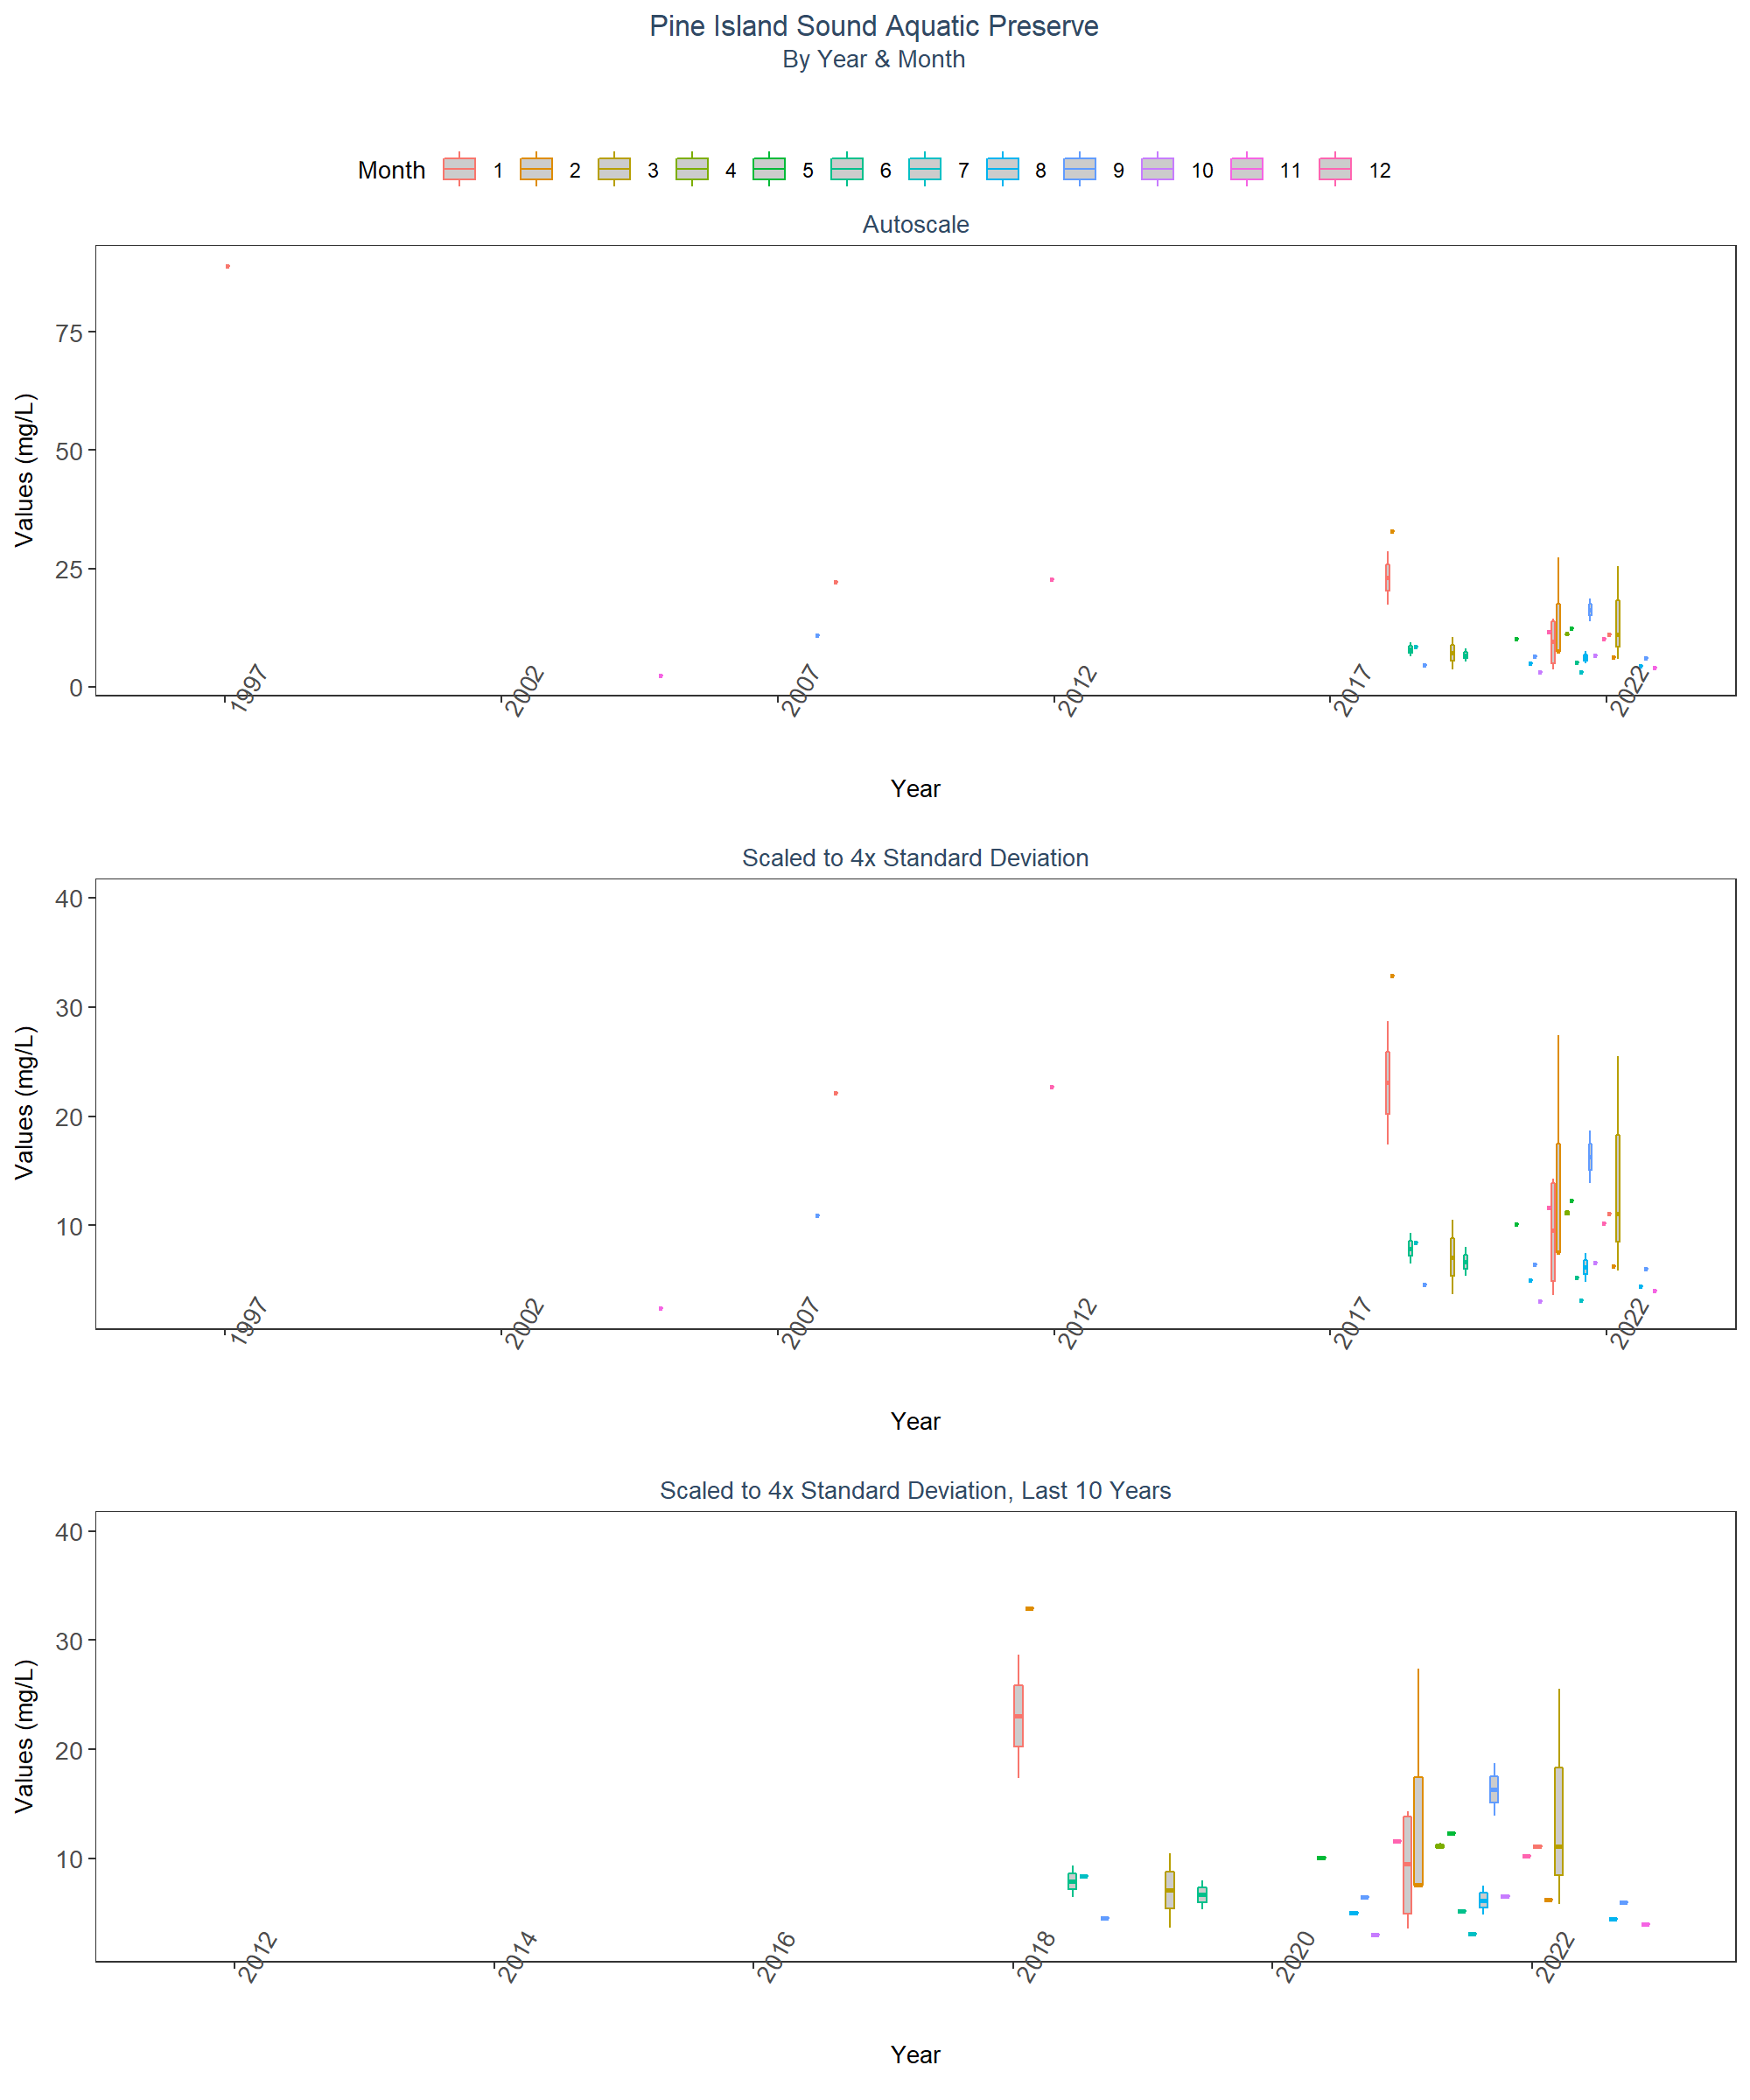 Pine Island Sound Aquatic Preserve
By Year & Month
Month 1 2 3 4 5 6 7 8 9 10 11 12
Autoscale
Values (mg/L)
75
50
25
0
1997 2002 2007 2012 2017 2022
Year
Scaled to 4x Standard Deviation
Values (mg/L)
40
30
20
10
1997 2002 2007 2012 2017 2022
Year
Scaled to 4x Standard Deviation, Last 10 Years
Values (mg/L)
40
30
20
10
2012 2014 2016 2018 2020 2022
Year